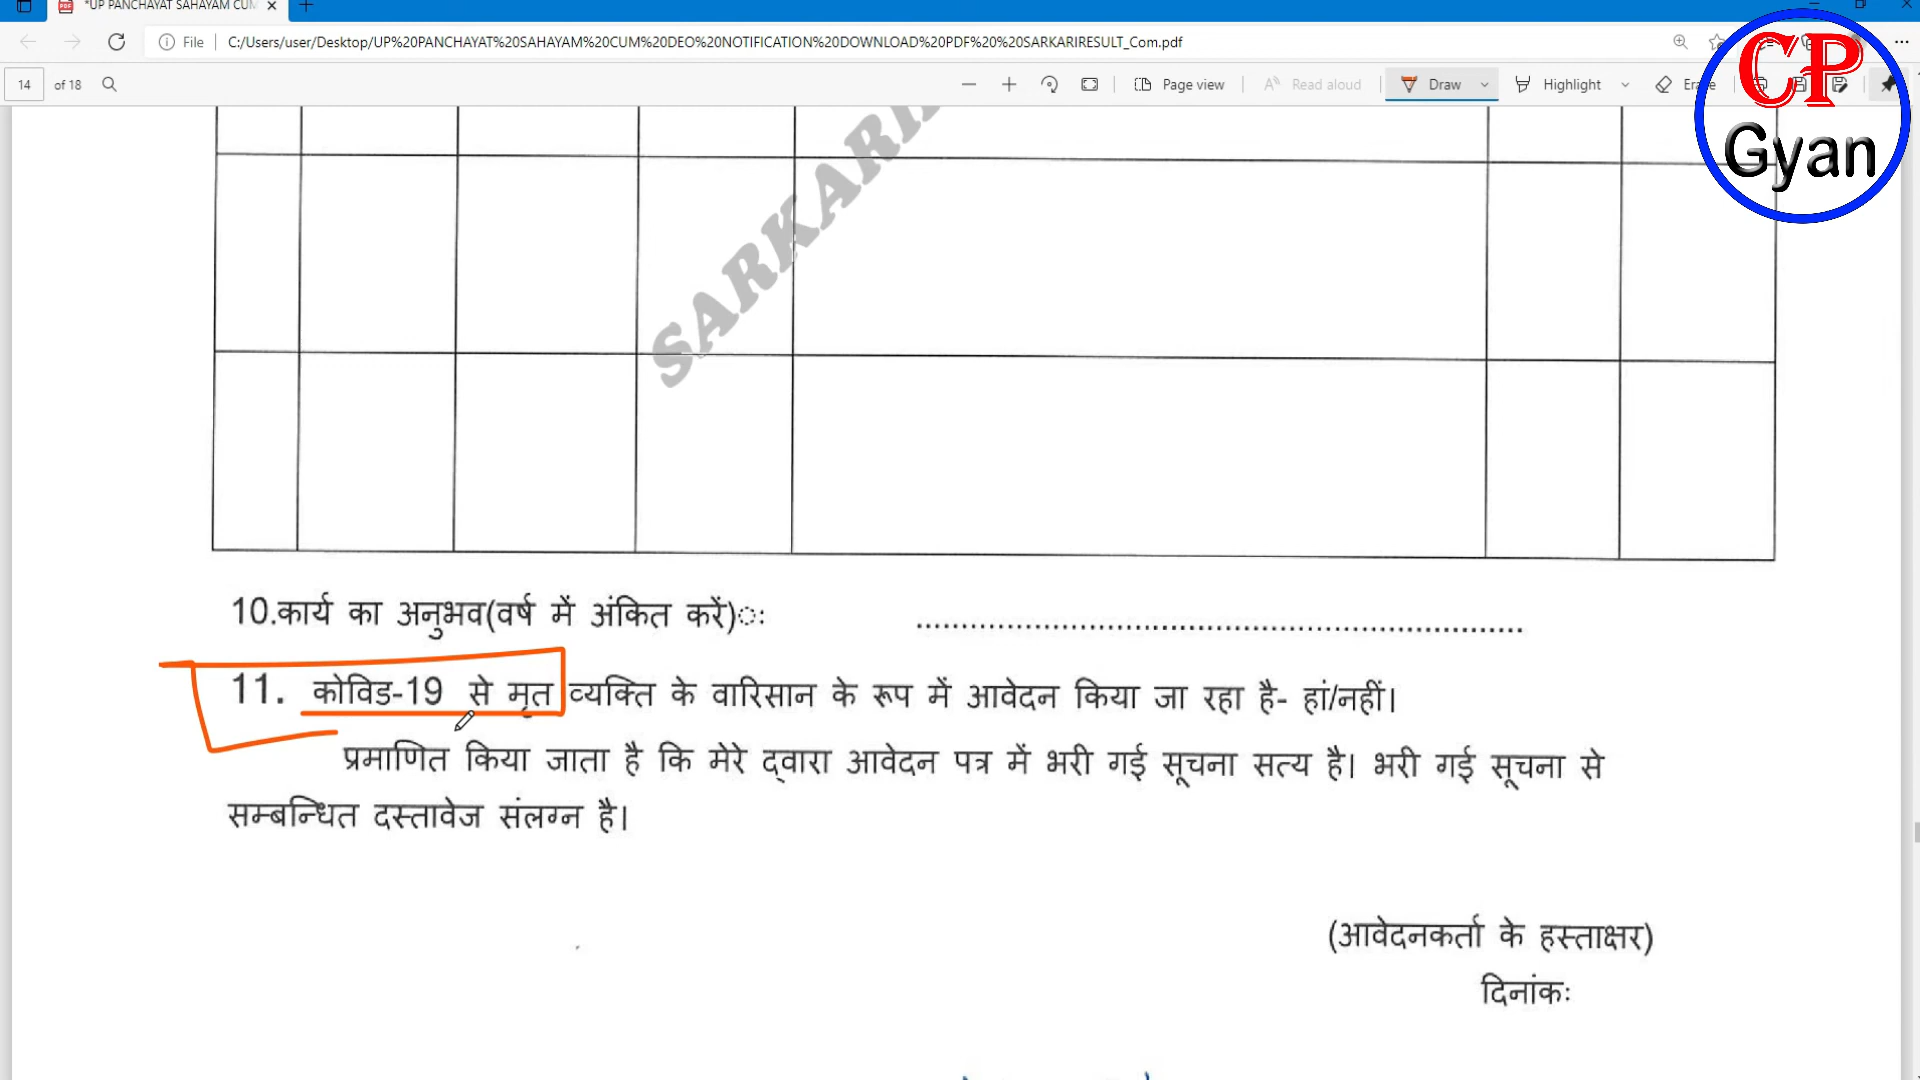 *UP PANCHAYAT SAHAYAM CUM
File C:/Users/user/Desktop/UP%20PANCHAYAT%20SAHAYAM%20CUM%20DEO%20NOTIFICATION%20DOWNLOAD%20PDF%20%20SARKARIRESULT_Com.pdf
14 of 18 Page view Read aloud Draw Highlight
CP
Gyan
10.कार्य का अनुभव(वर्ष में अंकित करें)ः ........................................................................
11. कोविड-19 से मृत व्यक्ति के वारिसान के रूप में आवेदन किया जा रहा है- हां/नहीं।
प्रमाणित किया जाता है कि मेरे द्वारा आवेदन पत्र में भरी गई सूचना सत्य है। भरी गई सूचना से
सम्बन्धित दस्तावेज संलग्न है।
(आवेदनकर्ता के हस्ताक्षर)
दिनांकः